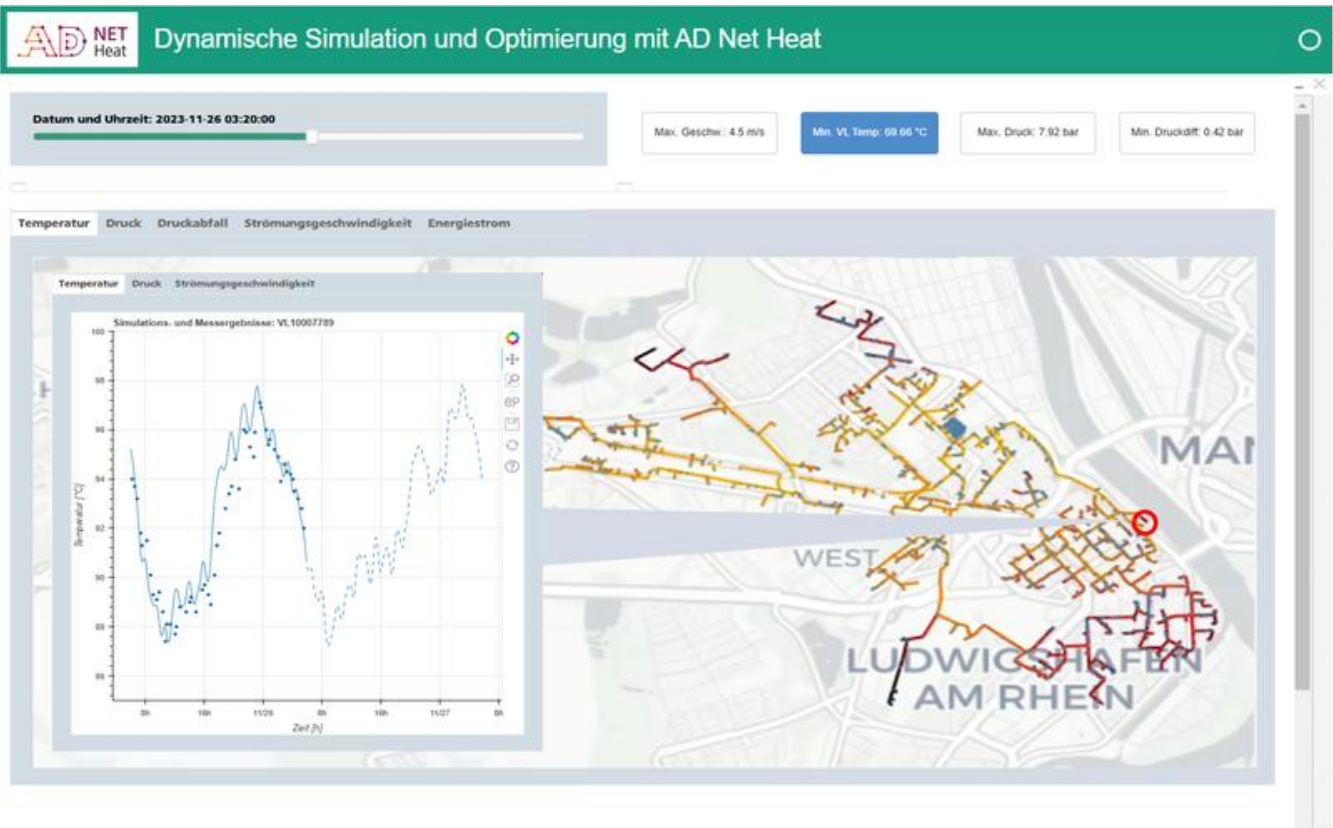 AD NET Heat
Dynamische Simulation und Optimierung mit AD Net Heat
Datum und Uhrzeit: 2023-11-26 03:20:00
Max. Geschw.: 4.5 m/s
Min. VL Temp: 69.66 °C
Max. Druck: 7.92 bar
Min. Druckdiff: 0.42 bar
Temperatur Druck Druckabfall Strömungsgeschwindigkeit Energiestrom
Temperatur Druck Strömungsgeschwindigkeit
Simulations- und Messergebnisse: VL10007789
100
98
96
94
92
90
88
86
Temperatur [°C]
8h 16h 11/26 8h 16h 11/27 8h
Zeit [h]
MAN
WEST
LUDWIGSHAFEN
AM RHEIN